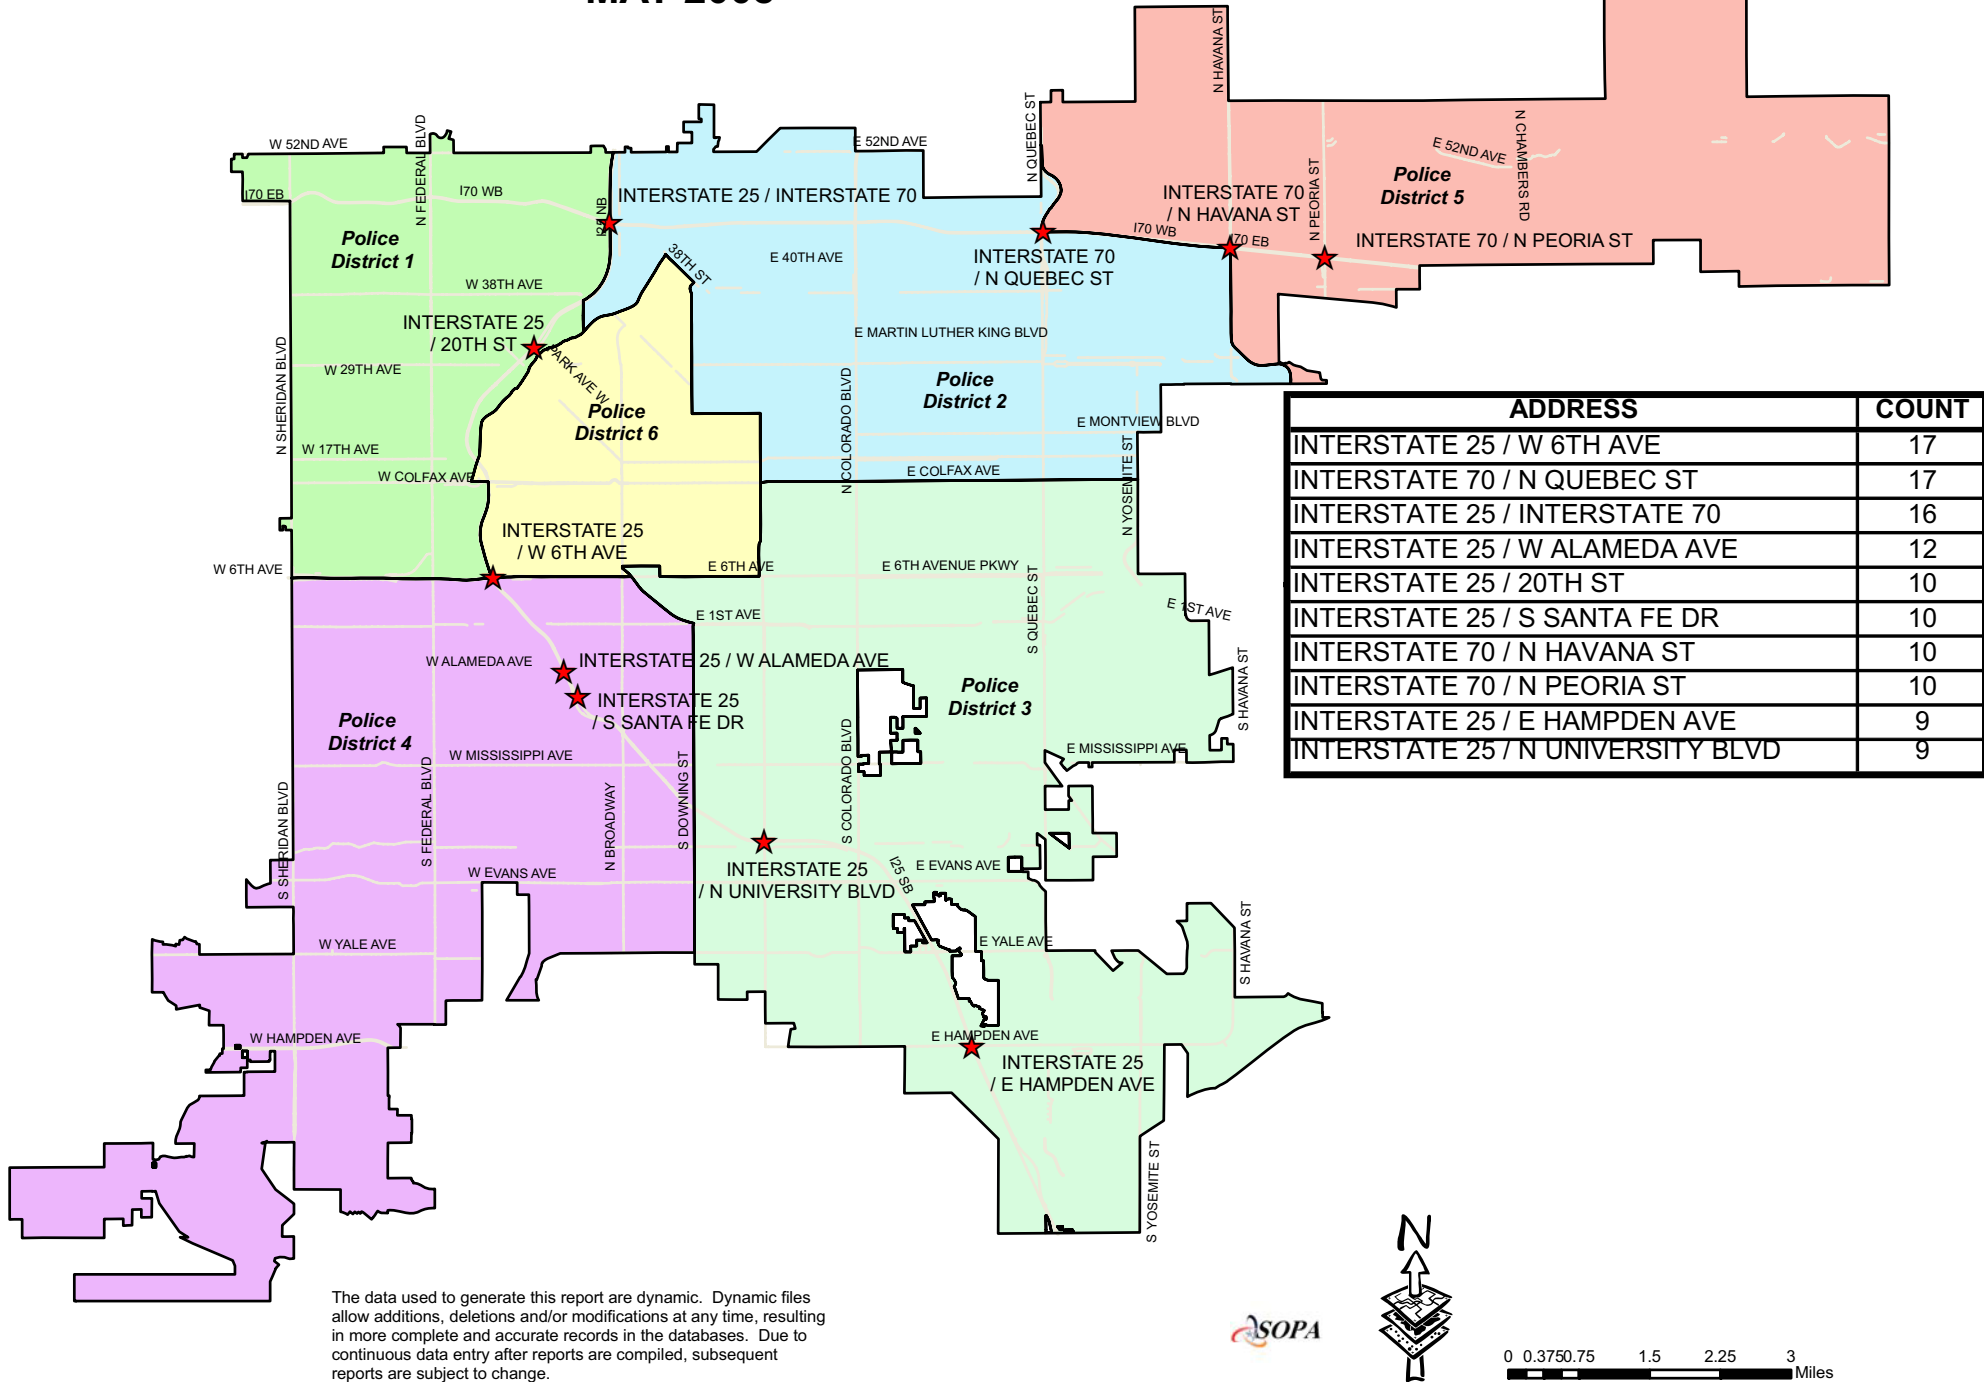 W 52ND AVE
N FEDERAL BLVD
E 52ND AVE
N QUEBEC ST
N HAVANA ST
N CHAMBERS RD
E 52ND AVE
I70 EB
I70 WB
I25 NB
INTERSTATE 25 / INTERSTATE 70
INTERSTATE 70
/ N HAVANA ST
N PEORIA ST
Police
District 5
Police
District 1
38TH ST
E 40TH AVE
INTERSTATE 70
/ N QUEBEC ST
I70 WB
I70 EB
INTERSTATE 70 / N PEORIA ST
W 38TH AVE
INTERSTATE 25
/ 20TH ST
E MARTIN LUTHER KING BLVD
N SHERIDAN BLVD
W 29TH AVE
PARK AVE W
Police
District 6
N COLORADO BLVD
Police
District 2
E MONTVIEW BLVD
W 17TH AVE
W COLFAX AVE
E COLFAX AVE
N YOSEMITE ST
ADDRESS COUNT
INTERSTATE 25 / W 6TH AVE 17
INTERSTATE 70 / N QUEBEC ST 17
INTERSTATE 25 / INTERSTATE 70 16
INTERSTATE 25 / W ALAMEDA AVE 12
INTERSTATE 25 / 20TH ST 10
INTERSTATE 25 / S SANTA FE DR 10
INTERSTATE 70 / N HAVANA ST 10
INTERSTATE 70 / N PEORIA ST 10
INTERSTATE 25 / E HAMPDEN AVE 9
INTERSTATE 25 / N UNIVERSITY BLVD 9
INTERSTATE 25
/ W 6TH AVE
W 6TH AVE
E 6TH AVE
E 6TH AVENUE PKWY
S QUEBEC ST
E 1ST AVE
E 1ST AVE
W ALAMEDA AVE
INTERSTATE 25 / W ALAMEDA AVE
INTERSTATE 25
/ S SANTA FE DR
Police
District 3
S HAVANA ST
Police
District 4
W MISSISSIPPI AVE
S DOWNING ST
S COLORADO BLVD
E MISSISSIPPI AVE
S SHERIDAN BLVD
S FEDERAL BLVD
N BROADWAY
W EVANS AVE
INTERSTATE 25
/ N UNIVERSITY BLVD
I25 SB
E EVANS AVE
W YALE AVE
E YALE AVE
S HAVANA ST
W HAMPDEN AVE
E HAMPDEN AVE
INTERSTATE 25
/ E HAMPDEN AVE
S YOSEMITE ST
The data used to generate this report are dynamic. Dynamic files
allow additions, deletions and/or modifications at any time, resulting
in more complete and accurate records in the databases. Due to
continuous data entry after reports are compiled, subsequent
reports are subject to change.
SOPA
N
0 0.375 0.75 1.5 2.25 3
Miles